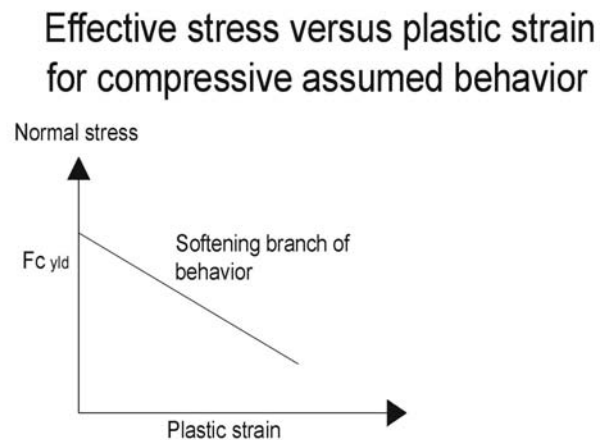 Effective stress versus plastic strain
for compressive assumed behavior
Normal stress
Softening branch of
behavior
Fc yld
Plastic strain